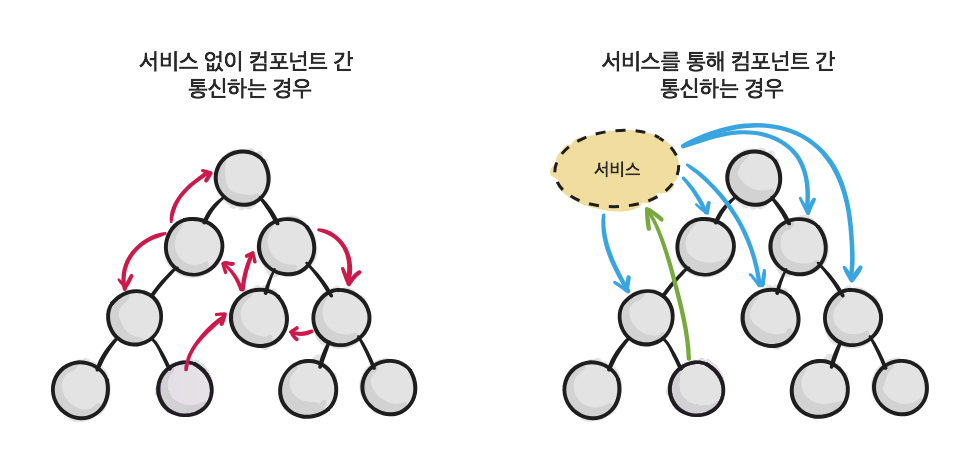 서비스 없이 컴포넌트 간
통신하는 경우
서비스를 통해 컴포넌트 간
통신하는 경우
서비스